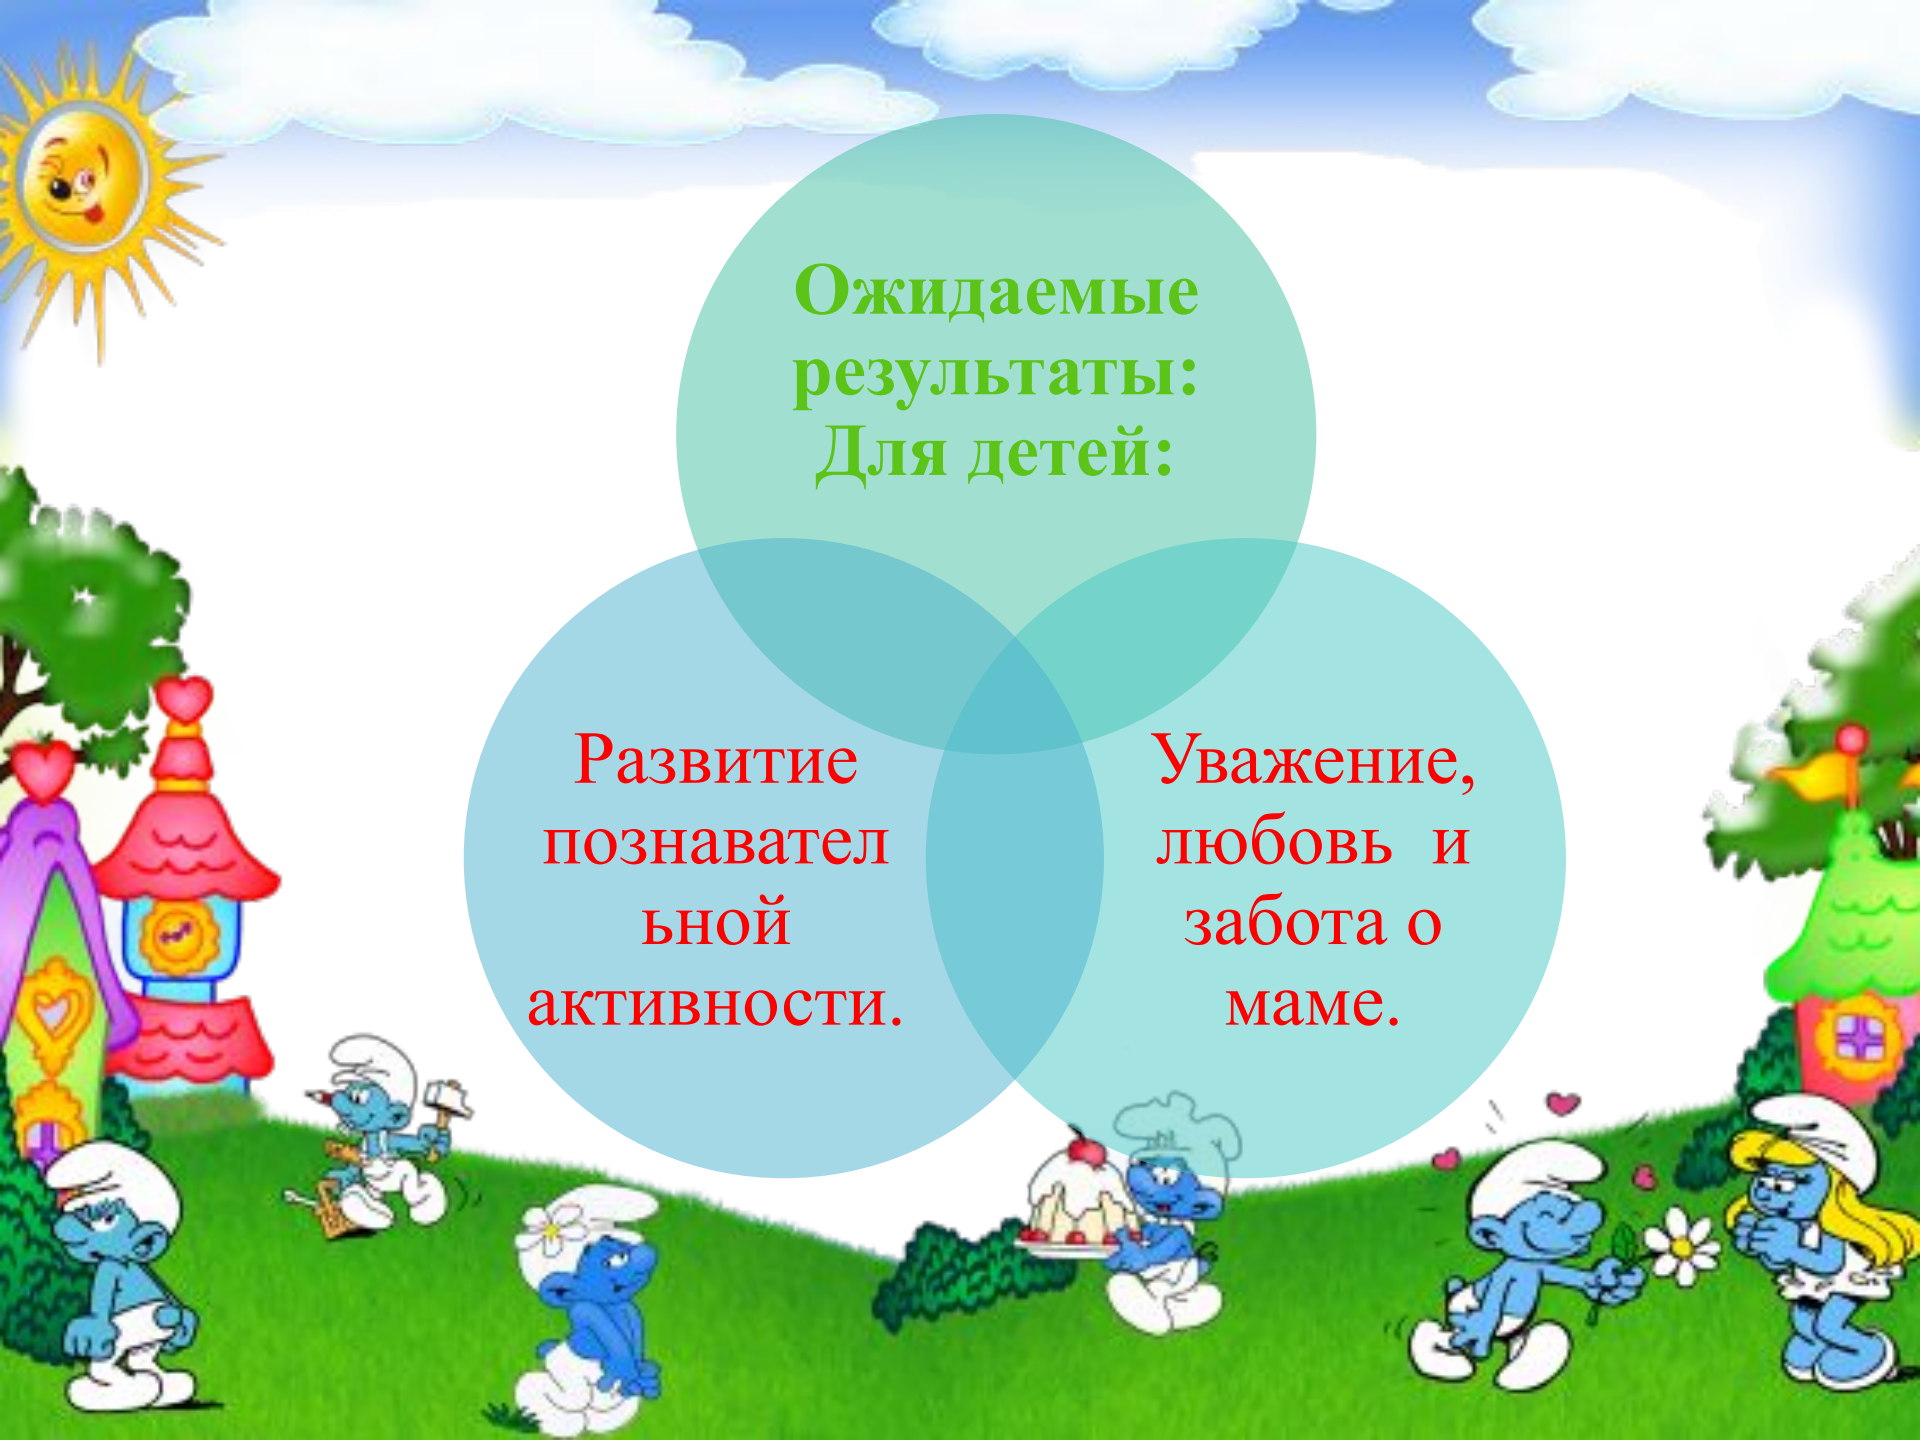 Ожидаемые
результаты:
Для детей:
Развитие
познавател
ьной
активности.
Уважение,
любовь  и
забота о
маме.